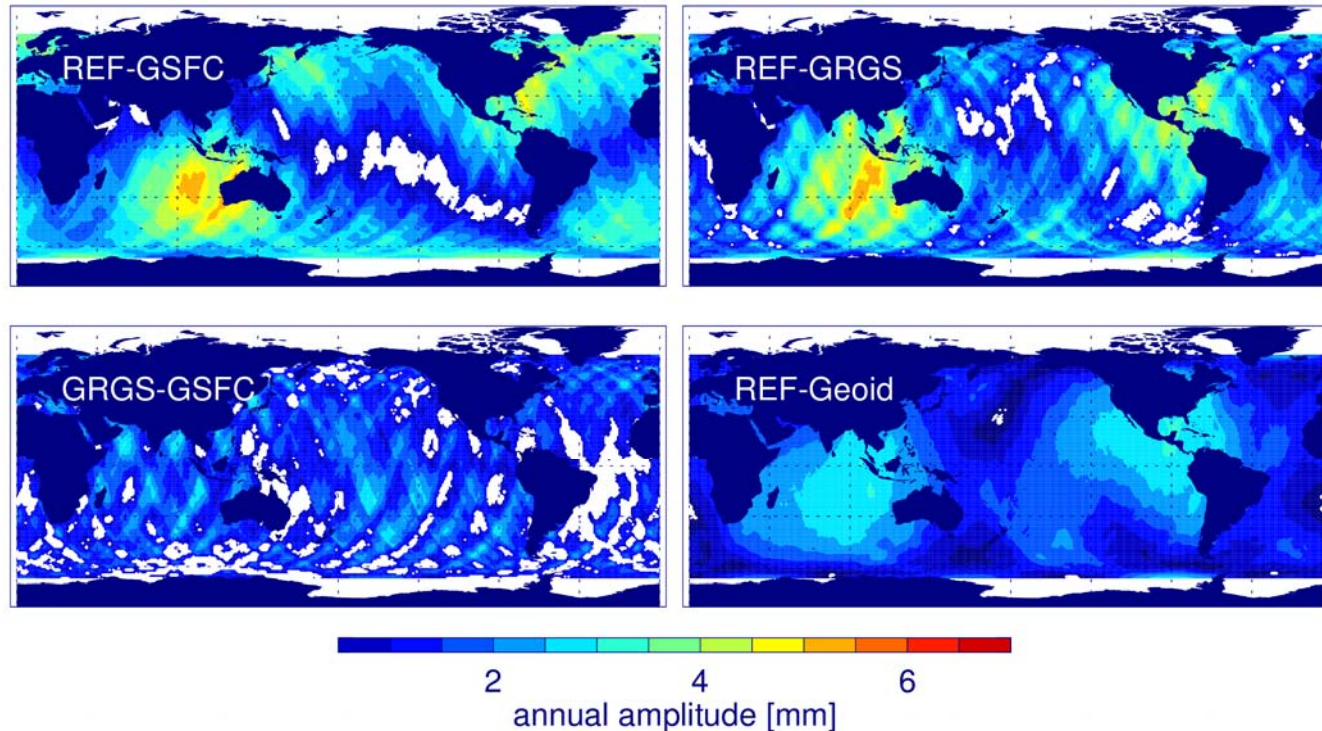 REF-GSFC
REF-GRGS
GRGS-GSFC
REF-Geoid
2 4 6
annual amplitude [mm]